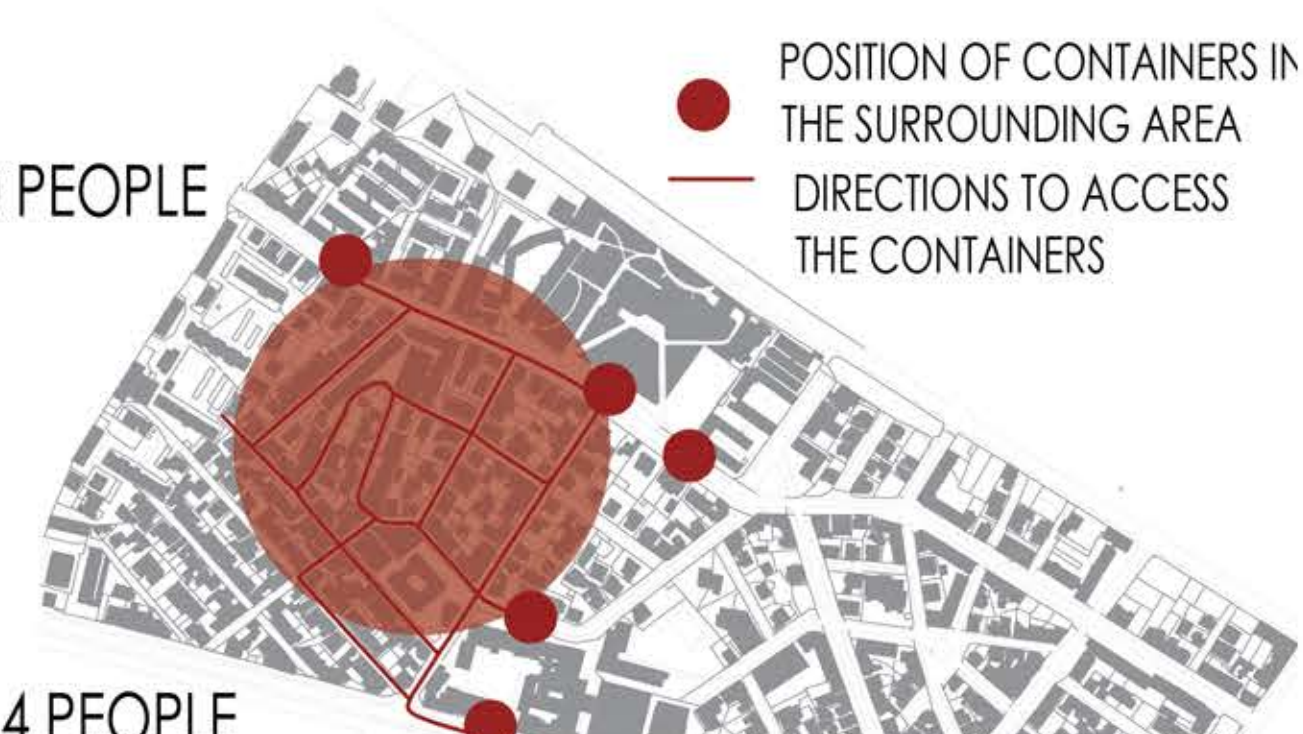 POSITION OF CONTAINERS IN
THE SURROUNDING AREA
PEOPLE
DIRECTIONS TO ACCESS
THE CONTAINERS
4 PEOPLE